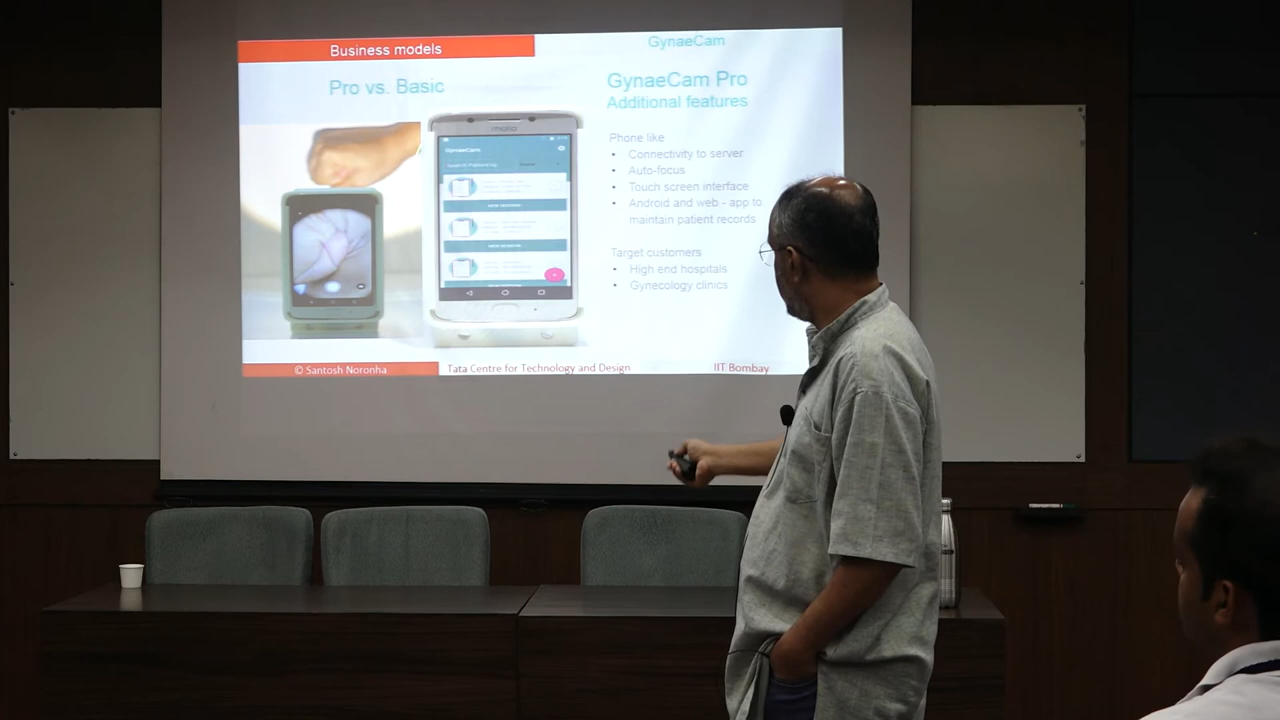 Business models
GynaeCam
Pro vs. Basic
GynaeCam Pro
Additional features
Phone like
• Connectivity to server
• Auto-focus
• Touch screen interface
• Android and web - app to
maintain patient records
Target customers
• High end hospitals
• Gynecology clinics
GynaeCam
© Santosh Noronha
Tata Centre for Technology and Design
IIT Bombay